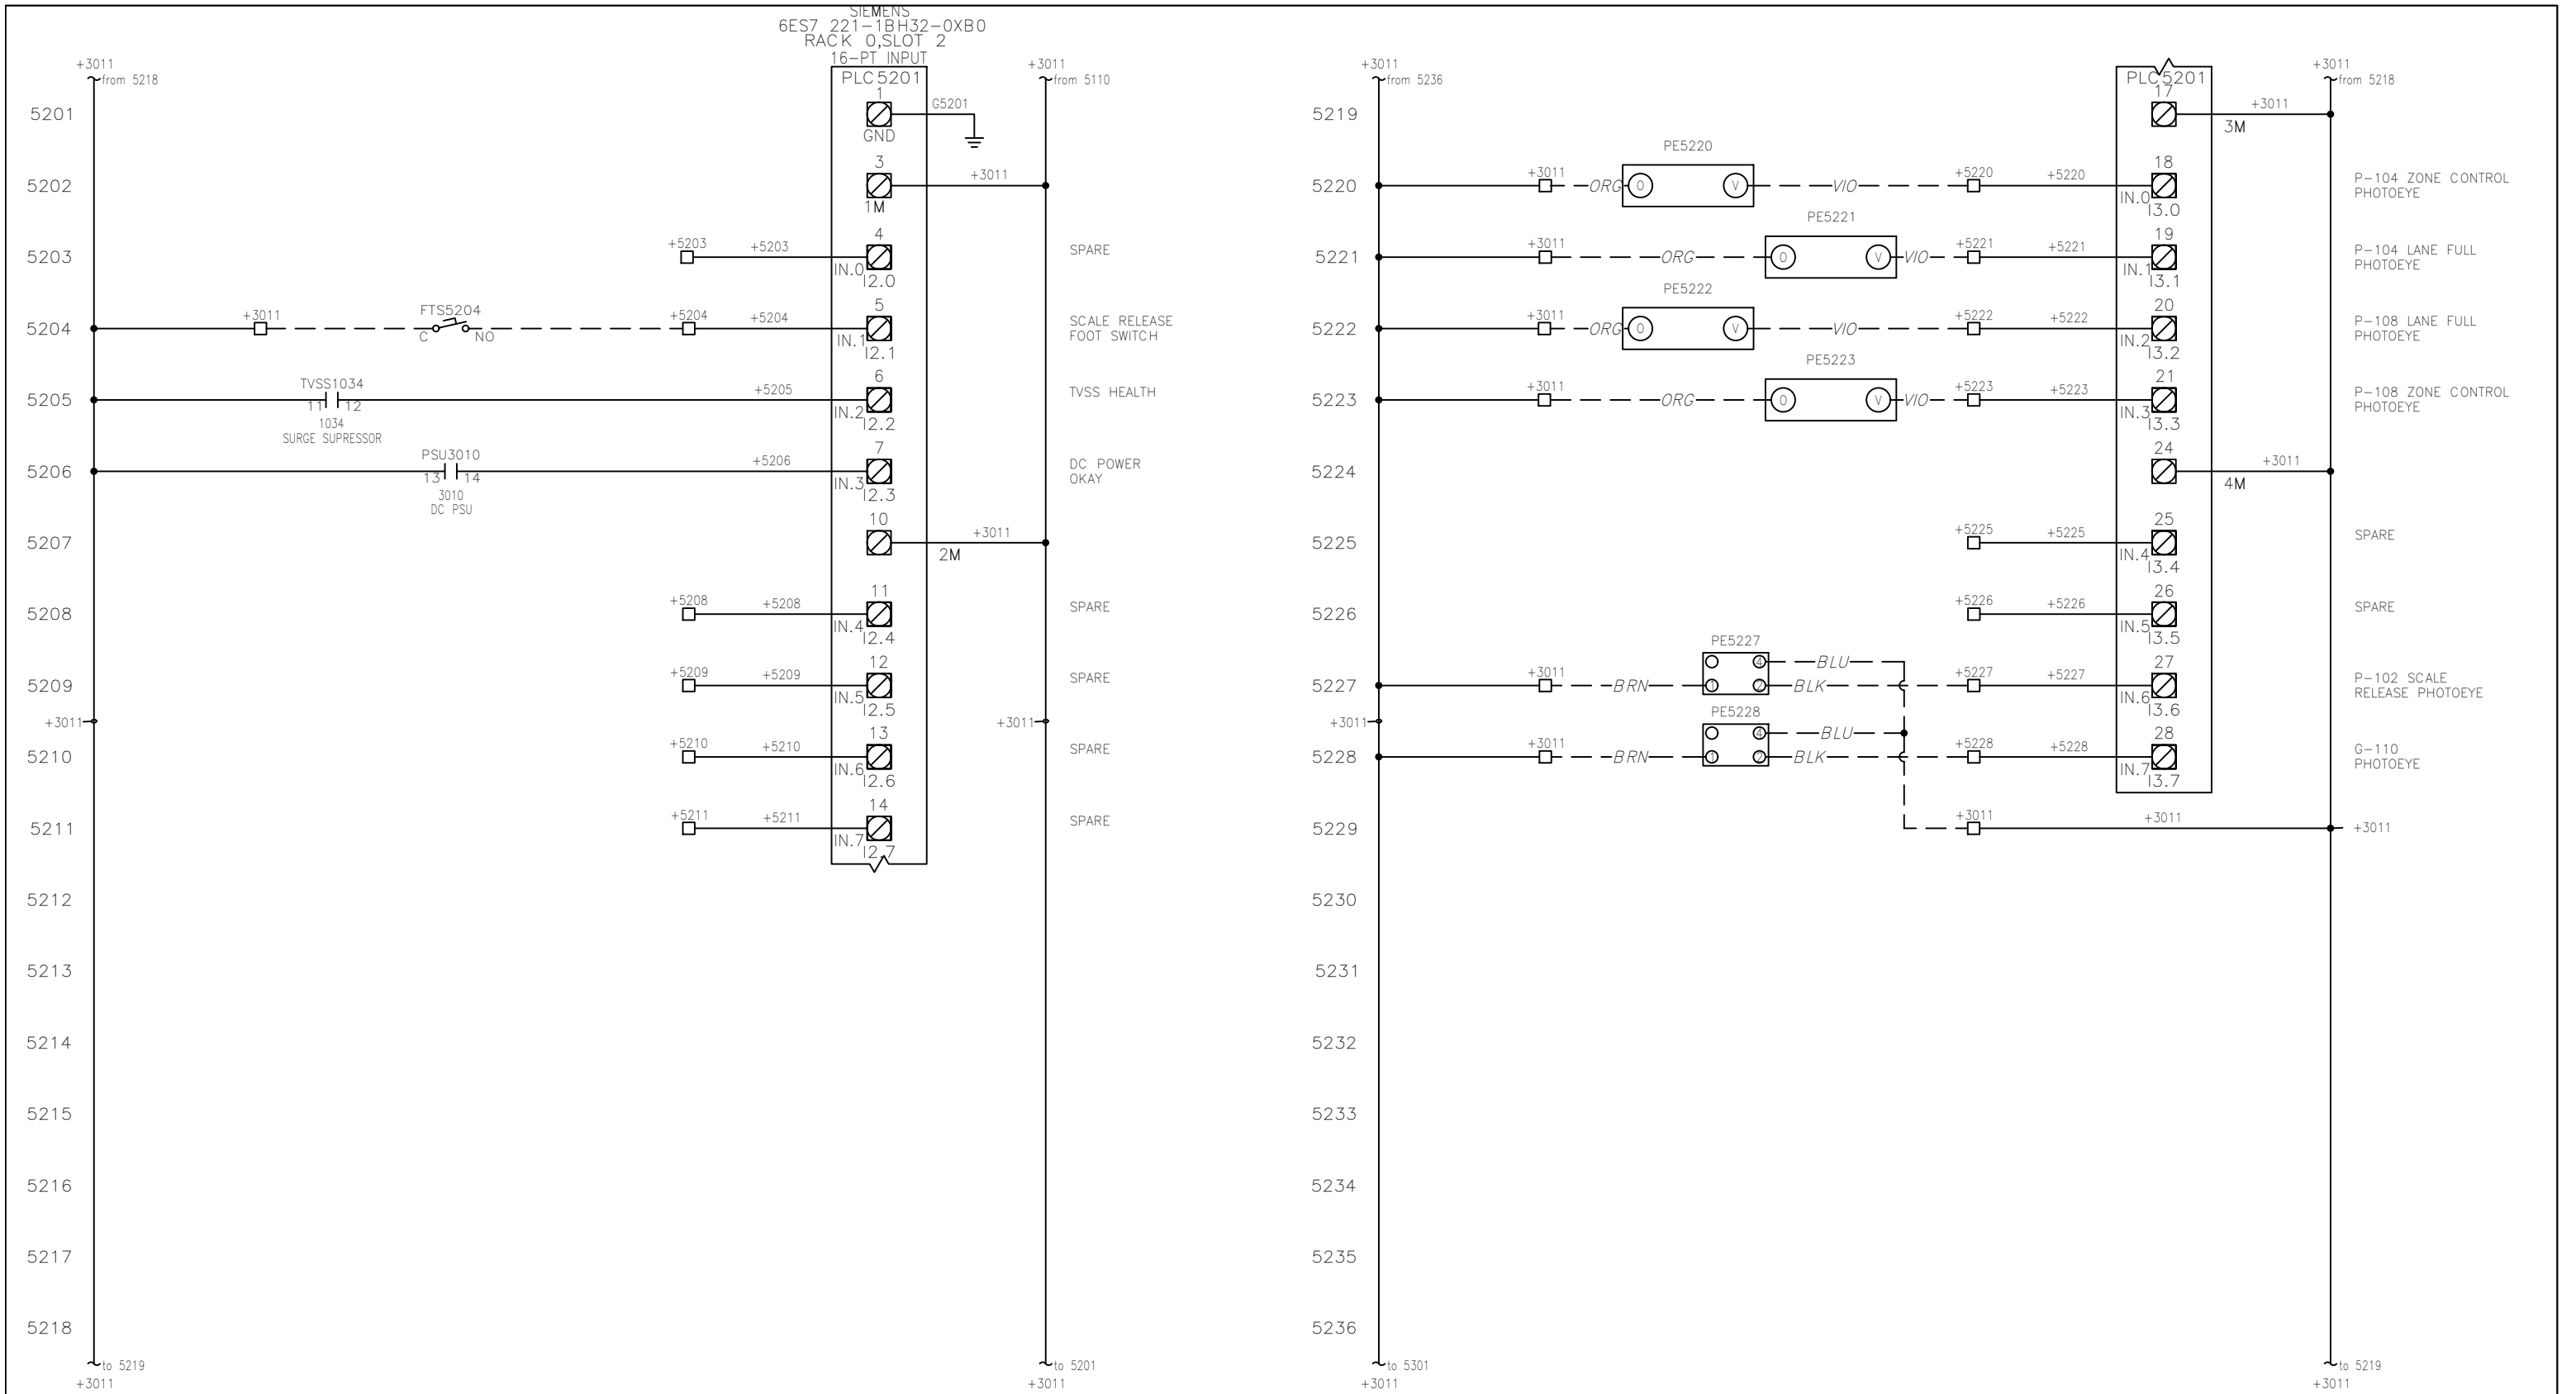 SIEMENS
6ES7 221-1BH32-0XB0
RACK 0,SLOT 2
16-PT INPUT
+3011
from 5218
PLC5201
+3011
from 5110
5201
1
GND
G5201
5202
3
1M
+3011
5203
+5203
+5203
4
IN.0
I2.0
SPARE
5204
+3011
FTS5204
C
NO
+5204
+5204
5
IN.1
I2.1
SCALE RELEASE
FOOT SWITCH
5205
TVSS1034
11
12
1034
SURGE SUPRESSOR
+5205
6
IN.2
I2.2
TVSS HEALTH
5206
PSU3010
13
14
3010
DC PSU
+5206
7
IN.3
I2.3
DC POWER
OKAY
5207
10
+3011
2M
5208
+5208
+5208
11
IN.4
I2.4
SPARE
5209
+5209
+5209
12
IN.5
I2.5
SPARE
+3011
+3011
5210
+5210
+5210
13
IN.6
I2.6
SPARE
5211
+5211
+5211
14
IN.7
I2.7
SPARE
5212
5213
5214
5215
5216
5217
5218
to 5219
+3011
to 5201
+3011
+3011
from 5236
PLC5201
+3011
from 5218
5219
17
+3011
3M
5220
+3011
ORG
PE5220
O
V
VIO
+5220
+5220
18
IN.0
I3.0
P-104 ZONE CONTROL
PHOTOEYE
5221
+3011
ORG
PE5221
O
V
VIO
+5221
+5221
19
IN.1
I3.1
P-104 LANE FULL
PHOTOEYE
5222
+3011
ORG
PE5222
O
V
VIO
+5222
+5222
20
IN.2
I3.2
P-108 LANE FULL
PHOTOEYE
5223
+3011
ORG
PE5223
O
V
VIO
+5223
+5223
21
IN.3
I3.3
P-108 ZONE CONTROL
PHOTOEYE
5224
24
+3011
4M
5225
+5225
+5225
25
IN.4
I3.4
SPARE
5226
+5226
+5226
26
IN.5
I3.5
SPARE
5227
+3011
BRN
PE5227
4
1
2
BLU
BLK
+5227
+5227
27
IN.6
I3.6
P-102 SCALE
RELEASE PHOTOEYE
+3011
5228
+3011
BRN
PE5228
4
1
2
BLU
BLK
+5228
+5228
28
IN.7
I3.7
G-110
PHOTOEYE
5229
+3011
+3011
+3011
5230
5231
5232
5233
5234
5235
5236
to 5301
+3011
to 5219
+3011